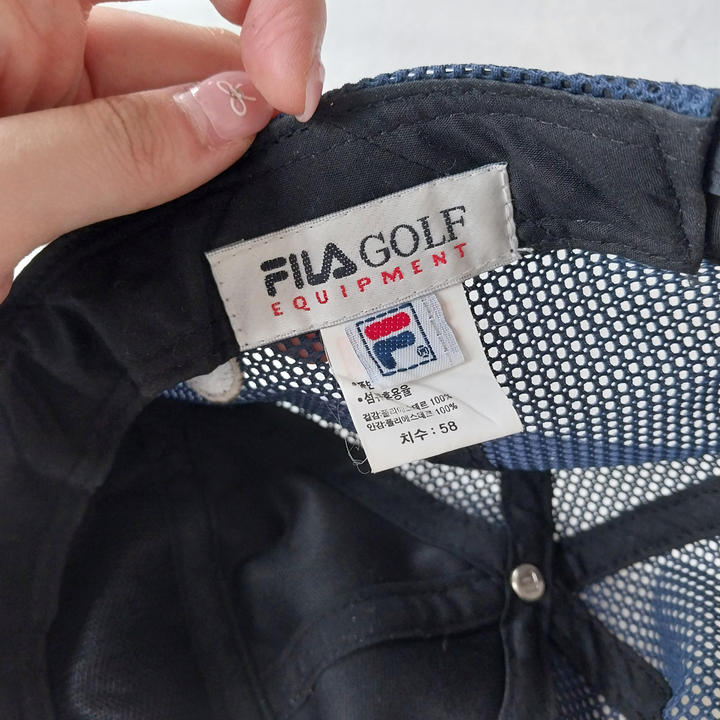 FILA GOLF
EQUIPMENT
F
•섬유혼용율
겉감:폴리에스테르 100%
안감:폴리에스테르 100%
치수 : 58